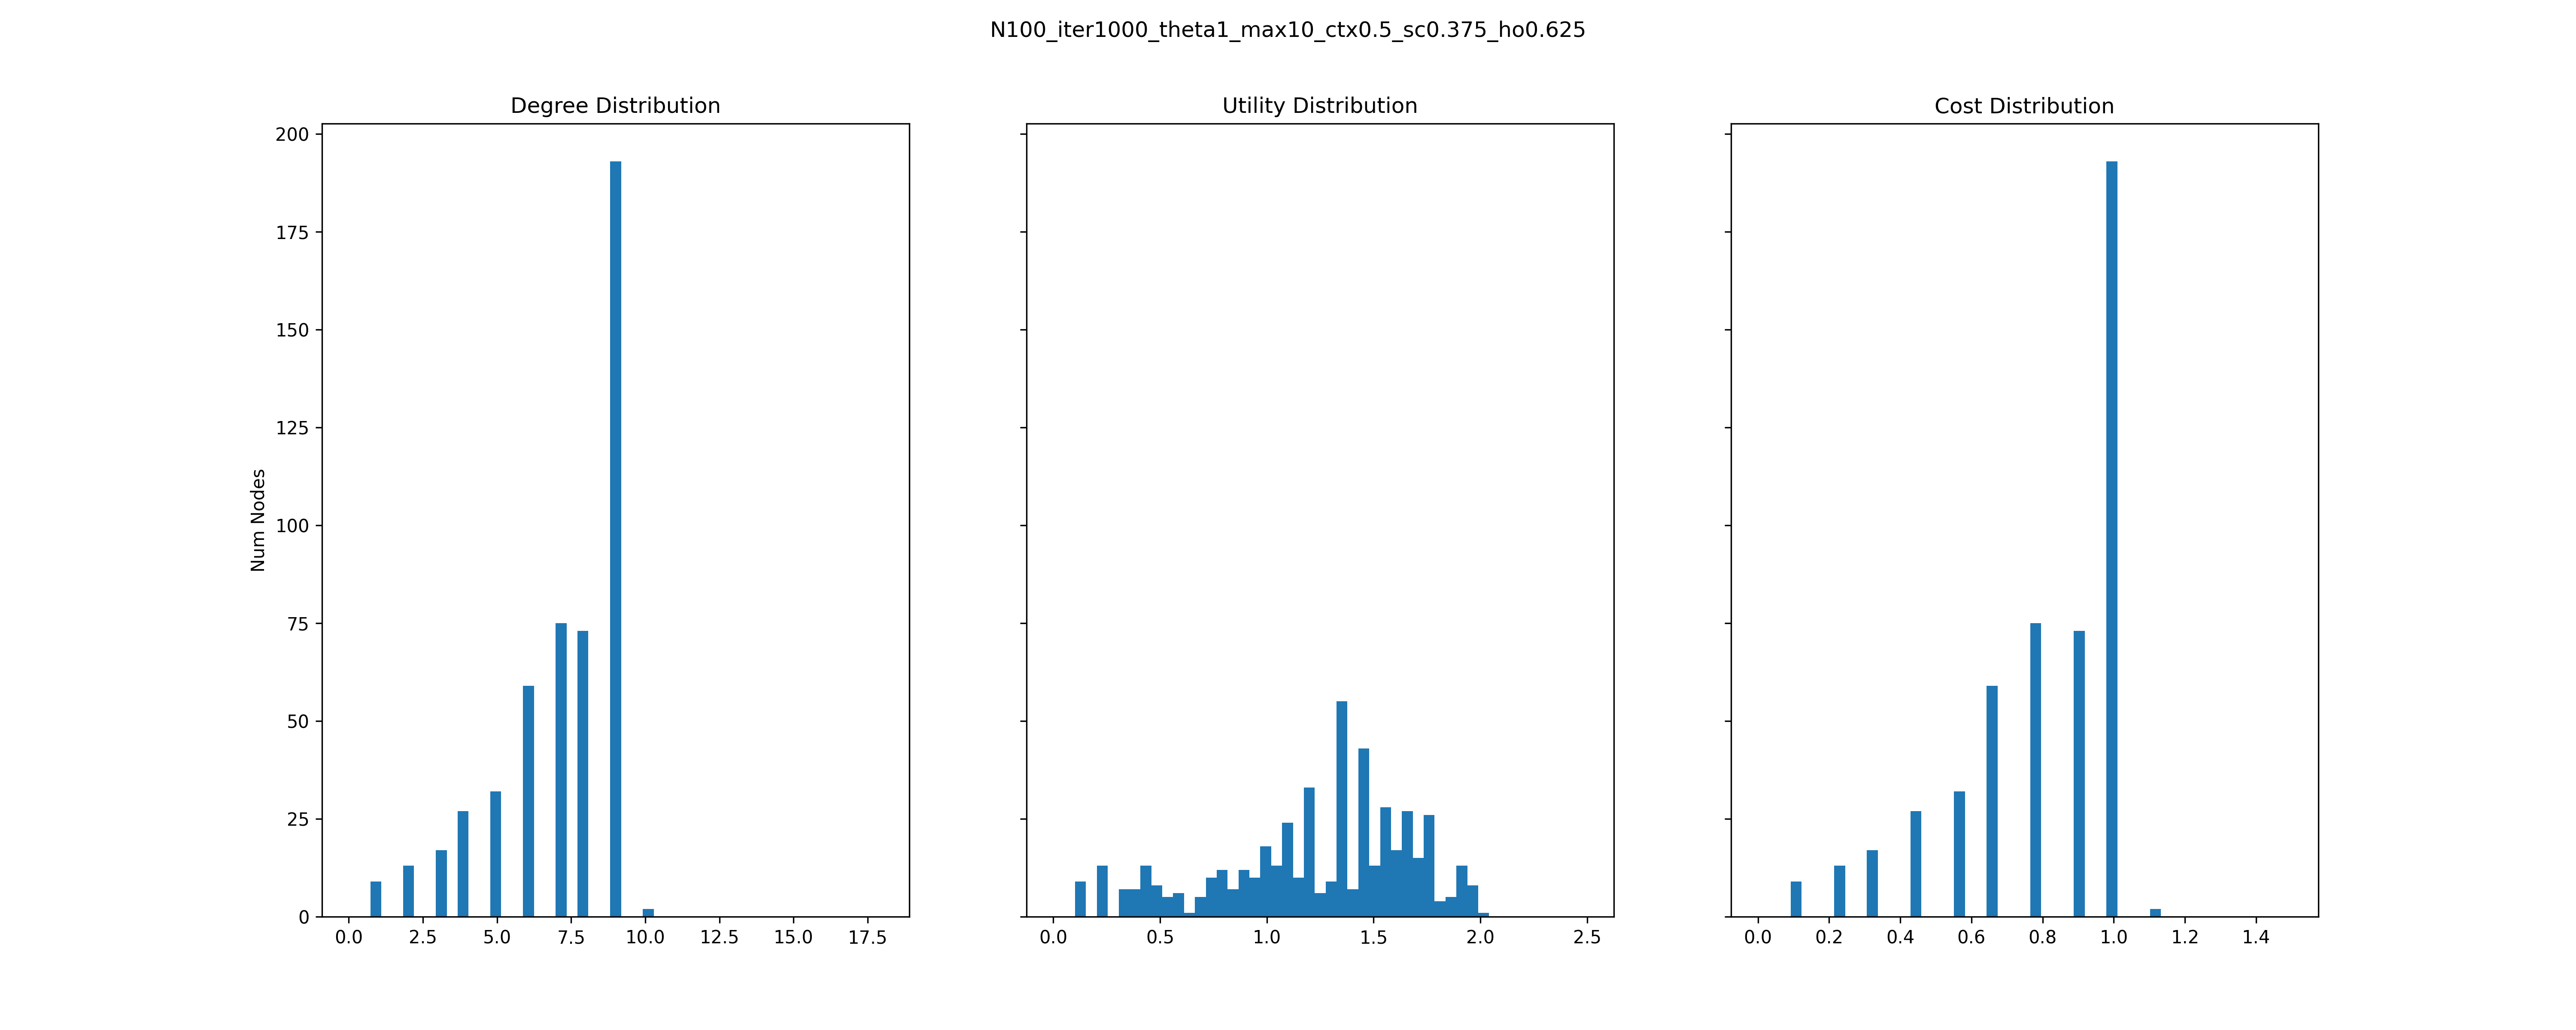 N100_iter1000_theta1_max10_ctx0.5_sc0.375_ho0.625
Degree Distribution
Utility Distribution
Cost Distribution
Num Nodes
200
175
150
125
100
75
50
25
0
0.0 2.5 5.0 7.5 10.0 12.5 15.0 17.5
0.0 0.5 1.0 1.5 2.0 2.5
0.0 0.2 0.4 0.6 0.8 1.0 1.2 1.4